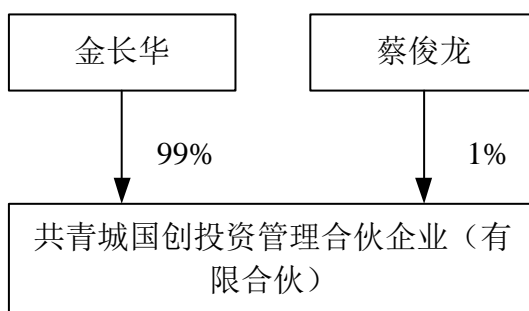 金长华
蔡俊龙
99%
1%
共青城国创投资管理合伙企业（有
限合伙）